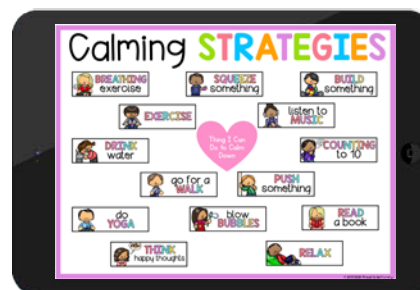 Calming STRATEGIES
BREATHING
exercise
SQUEEZE
something
BUILD
something
EXERCISE
listen to
MUSIC
Thing I Can
Do to Calm
Down
DRINK
water
COUNTING
to 10
go for a
WALK
PUSH
something
do
YOGA
blow
BUBBLES
READ
a book
THINK
happy thoughts
RELAX